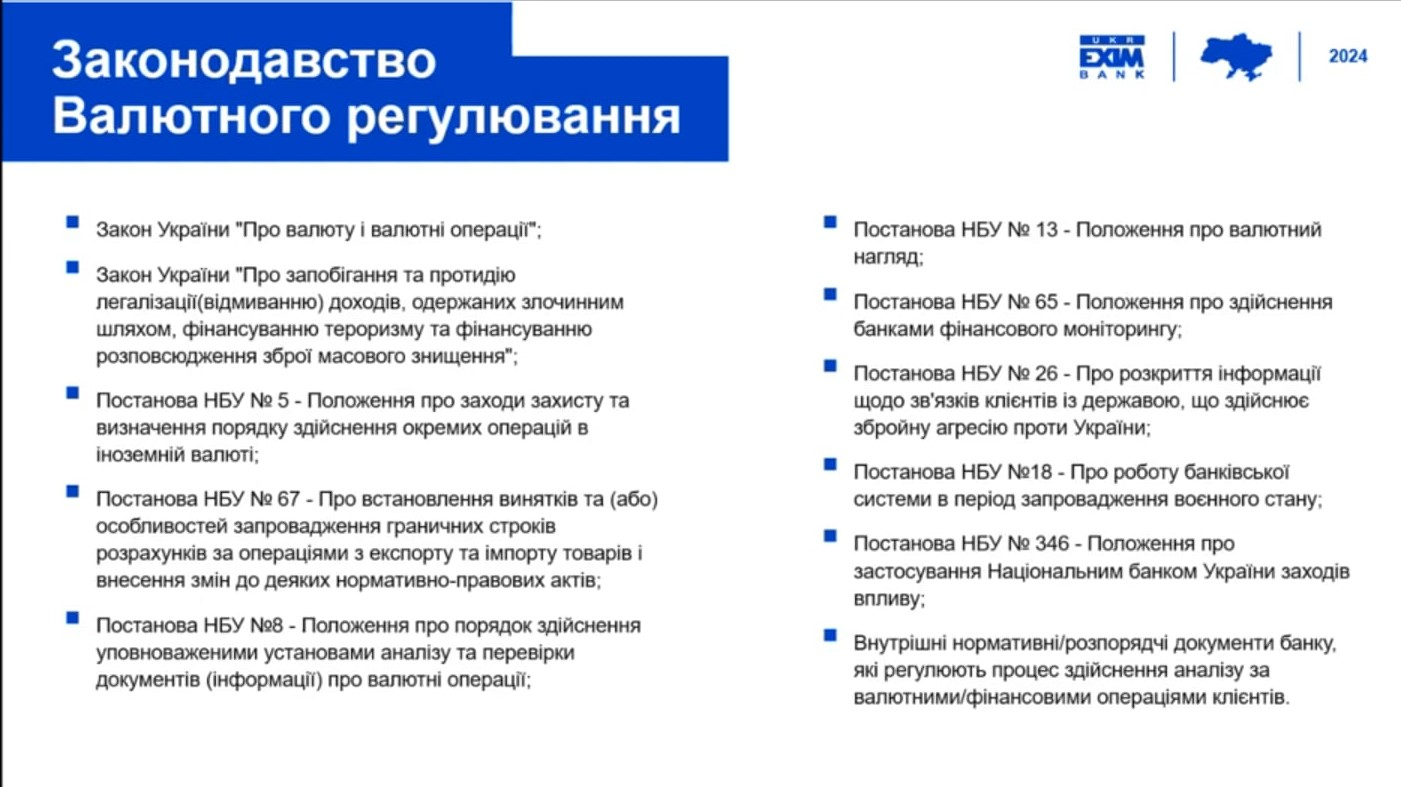 Законодавство
Валютного регулювання
UKR
EXIM
BANK
2024
Закон України "Про валюту і валютні операції";
Закон України "Про запобігання та протидію
легалізації(відмиванню) доходів, одержаних злочинним
шляхом, фінансуванню тероризму та фінансуванню
розповсюдження зброї масового знищення";
Постанова НБУ № 5 - Положення про заходи захисту та
визначення порядку здійснення окремих операцій в
іноземній валюті;
Постанова НБУ № 67 - Про встановлення винятків та (або)
особливостей запровадження граничних строків
розрахунків за операціями з експорту та імпорту товарів і
внесення змін до деяких нормативно-правових актів;
Постанова НБУ №8 - Положення про порядок здійснення
уповноваженими установами аналізу та перевірки
документів (інформації) про валютні операції;
Постанова НБУ № 13 - Положення про валютний
нагляд;
Постанова НБУ № 65 - Положення про здійснення
банками фінансового моніторингу;
Постанова НБУ № 26 - Про розкриття інформації
щодо зв'язків клієнтів із державою, що здійснює
збройну агресію проти України;
Постанова НБУ №18 - Про роботу банківської
системи в період запровадження воєнного стану;
Постанова НБУ № 346 - Положення про
застосування Національним банком України заходів
впливу;
Внутрішні нормативні/розпорядчі документи банку,
які регулюють процес здійснення аналізу за
валютними/фінансовими операціями клієнтів.